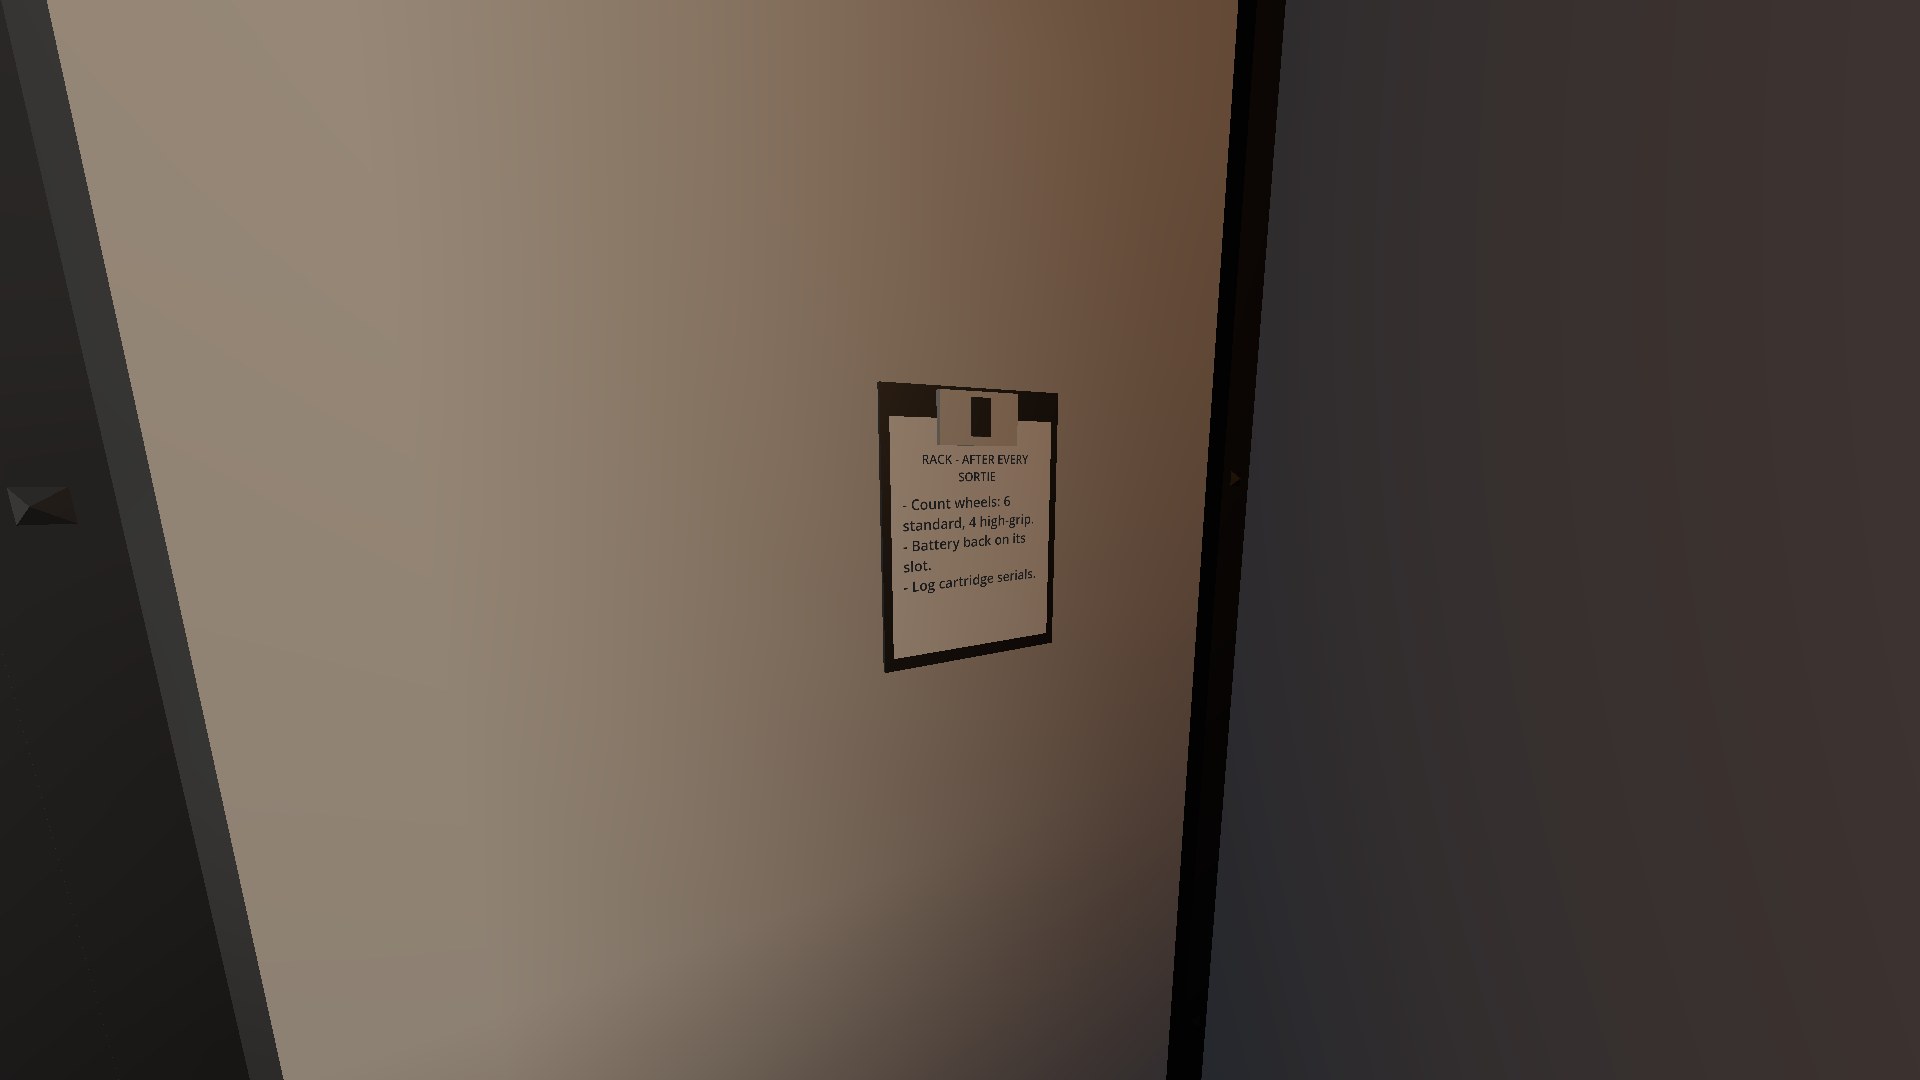 RACK - AFTER EVERY
SORTIE
- Count wheels: 6
standard, 4 high-grip.
- Battery back on its
slot.
- Log cartridge serials.